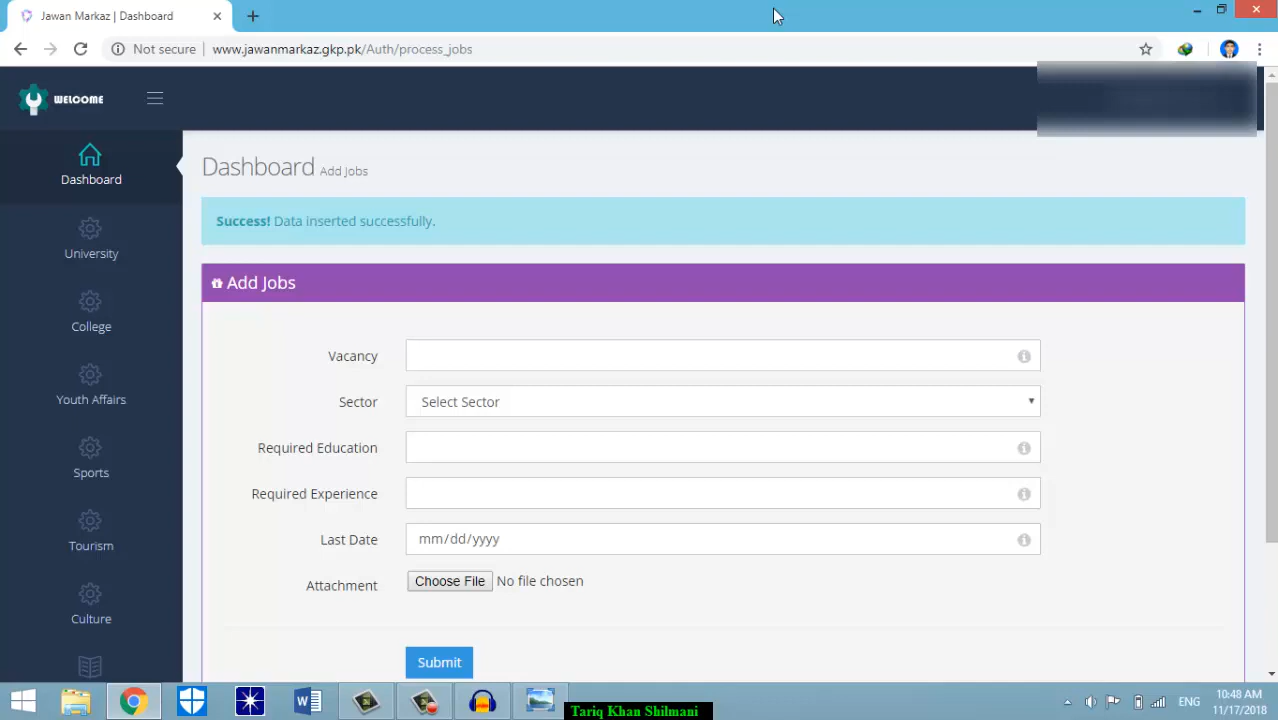 Jawan Markaz | Dashboard
Not secure
www.jawanmarkaz.gkp.pk/Auth/process_jobs
WELCOME
Dashboard
University
College
Youth Affairs
Sports
Tourism
Culture
Dashboard Add Jobs
Success! Data inserted successfully.
Add Jobs
Vacancy
Sector
Select Sector
Required Education
Required Experience
Last Date
mm/dd/yyyy
Attachment
Choose File No file chosen
Submit
ENG
10:48 AM
11/17/2018
Tariq Khan Shilmani